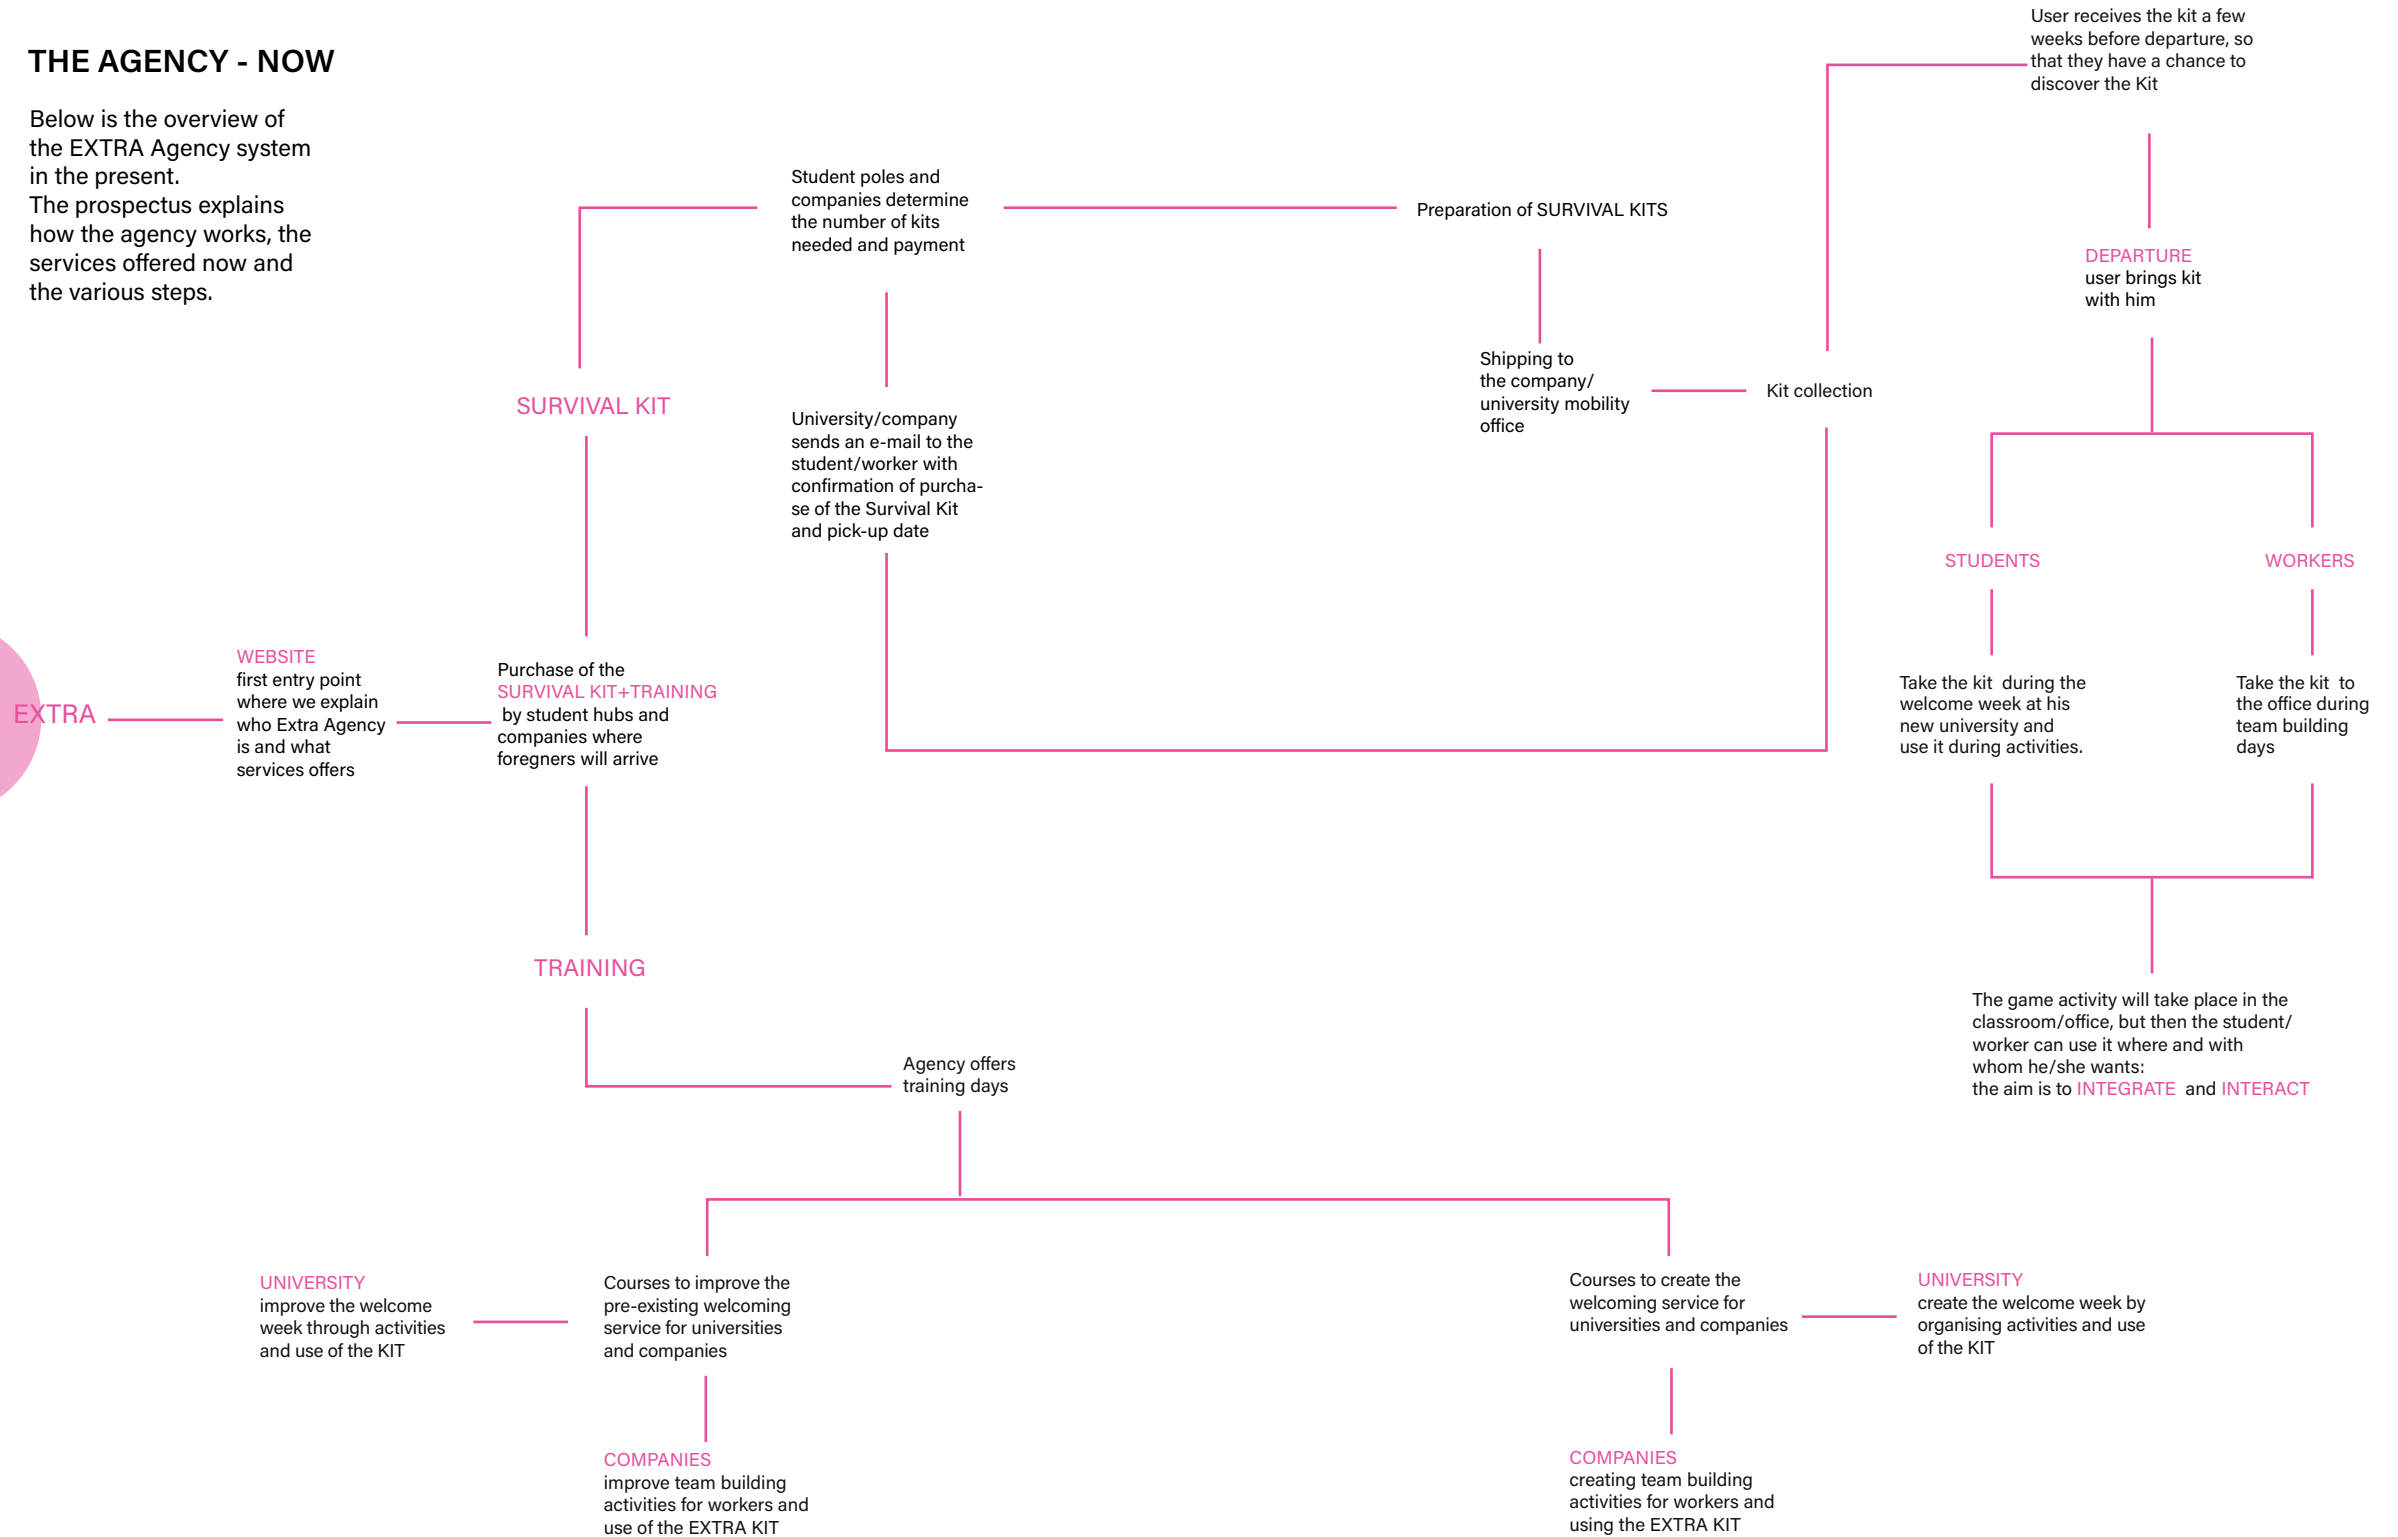 THE AGENCY - NOW
Below is the overview of
the EXTRA Agency system
in the present.
The prospectus explains
how the agency works, the
services offered now and
the various steps.
EXTRA
WEBSITE
first entry point
where we explain
who Extra Agency
is and what
services offers
Purchase of the
SURVIVAL KIT+TRAINING
by student hubs and
companies where
foregners will arrive
SURVIVAL KIT
Student poles and
companies determine
the number of kits
needed and payment
University/company
sends an e-mail to the
student/worker with
confirmation of purcha-
se of the Survival Kit
and pick-up date
Preparation of SURVIVAL KITS
Shipping to
the company/
university mobility
office
Kit collection
User receives the kit a few
weeks before departure, so
that they have a chance to
discover the Kit
DEPARTURE
user brings kit
with him
STUDENTS
Take the kit during the
welcome week at his
new university and
use it during activities.
WORKERS
Take the kit to
the office during
team building
days
The game activity will take place in the
classroom/office, but then the student/
worker can use it where and with
whom he/she wants:
the aim is to INTEGRATE and INTERACT
TRAINING
Agency offers
training days
UNIVERSITY
improve the welcome
week through activities
and use of the KIT
Courses to improve the
pre-existing welcoming
service for universities
and companies
COMPANIES
improve team building
activities for workers and
use of the EXTRA KIT
Courses to create the
welcoming service for
universities and companies
UNIVERSITY
create the welcome week by
organising activities and use
of the KIT
COMPANIES
creating team building
activities for workers and
using the EXTRA KIT